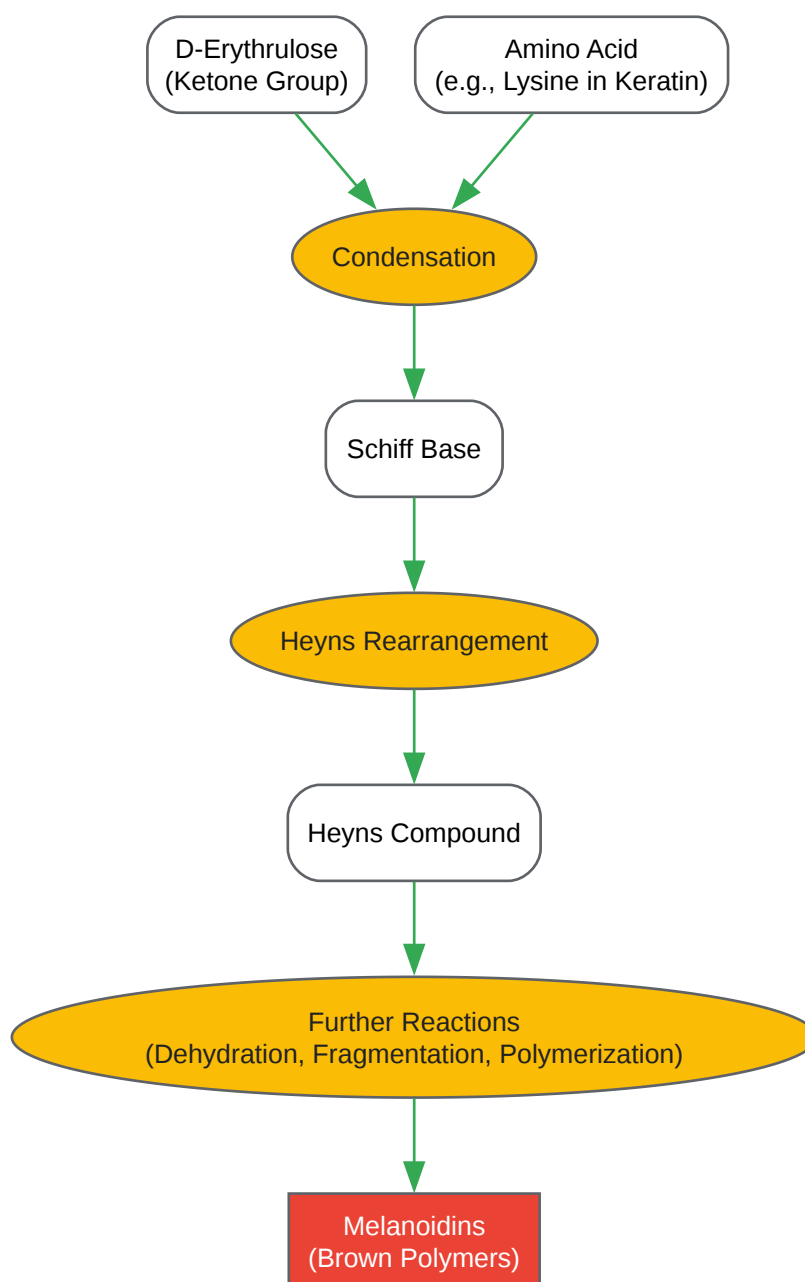 D-Erythrulose
(Ketone Group)
Amino Acid
(e.g., Lysine in Keratin)
Condensation
Schiff Base
Heyns Rearrangement
Heyns Compound
Further Reactions
(Dehydration, Fragmentation, Polymerization)
Melanoidins
(Brown Polymers)